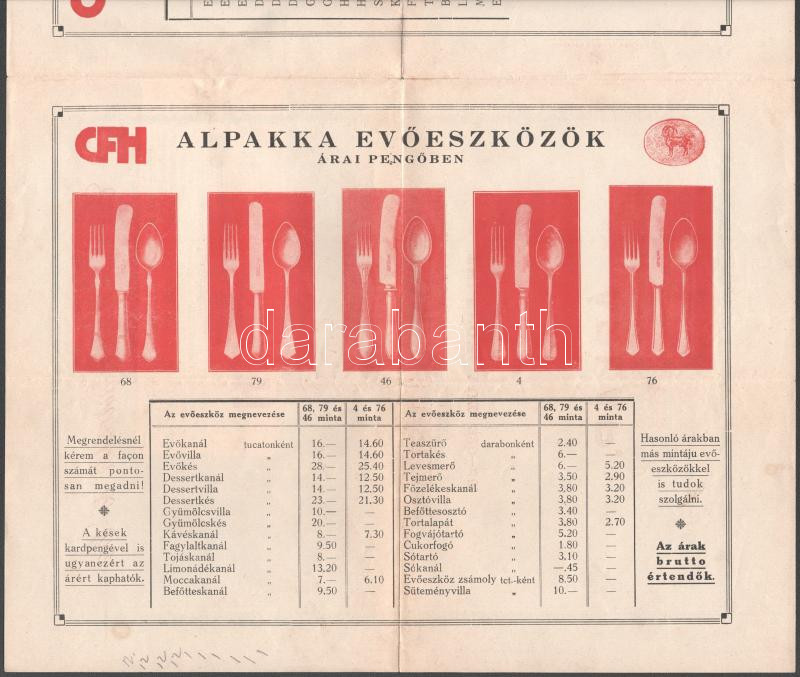 CFH
ALPAKKA EVŐESZKÖZÖK
ÁRAI PENGŐBEN
darabanth
68 79 46 4 76
Megrendelésnél
kérem a façon
számát ponto-
san megadni!
A kések
kardpengével is
ugyanezért az
árért kaphatók.
Az evőeszköz megnevezése 68, 79 és 46 minta 4 és 76 minta
Evőkanál tucatonként 16.— 14.60
Evővilla „ 16.— 14.60
Evőkés „ 28.— 25.40
Dessertkanál „ 14.— 12.50
Dessertvilla „ 14.— 12.50
Dessertkés „ 23.— 21.30
Gyümölcsvilla „ 10.— —
Gyümölcskés „ 20.— —
Kávéskanál „ 8.— 7.30
Fagylaltkanál „ 9.50 —
Tojáskanál „ 8.— —
Limonádékanál „ 13,20 —
Moccakanál „ 7.— 6.10
Befőtteskanál „ 9.50 —
Az evőeszköz megnevezése 68, 79 és 46 minta 4 és 76 minta
Teaszürő darabonként 2.40 —
Tortakés „ 6.— —
Levesmerő „ 6.— 5.20
Tejmerő „ 3.50 2.90
Főzelékeskanál „ 3,80 3.20
Osztóvilla „ 3.80 3.20
Befőttesosztó „ 3.40 —
Tortalapát „ 3,80 2.70
Fogvájótartó „ 5.20 —
Cukorfogó „ 1.80 —
Sótartó „ 3.10 —
Sókanál „ —.45 —
Evőeszköz zsámoly tct.-ként 8.50 —
Süteményvilla „ 10.— —
Hasonló árakban
más mintáju evő-
eszközökkel
is tudok
szolgálni.
Az árak
brutto
értendők.